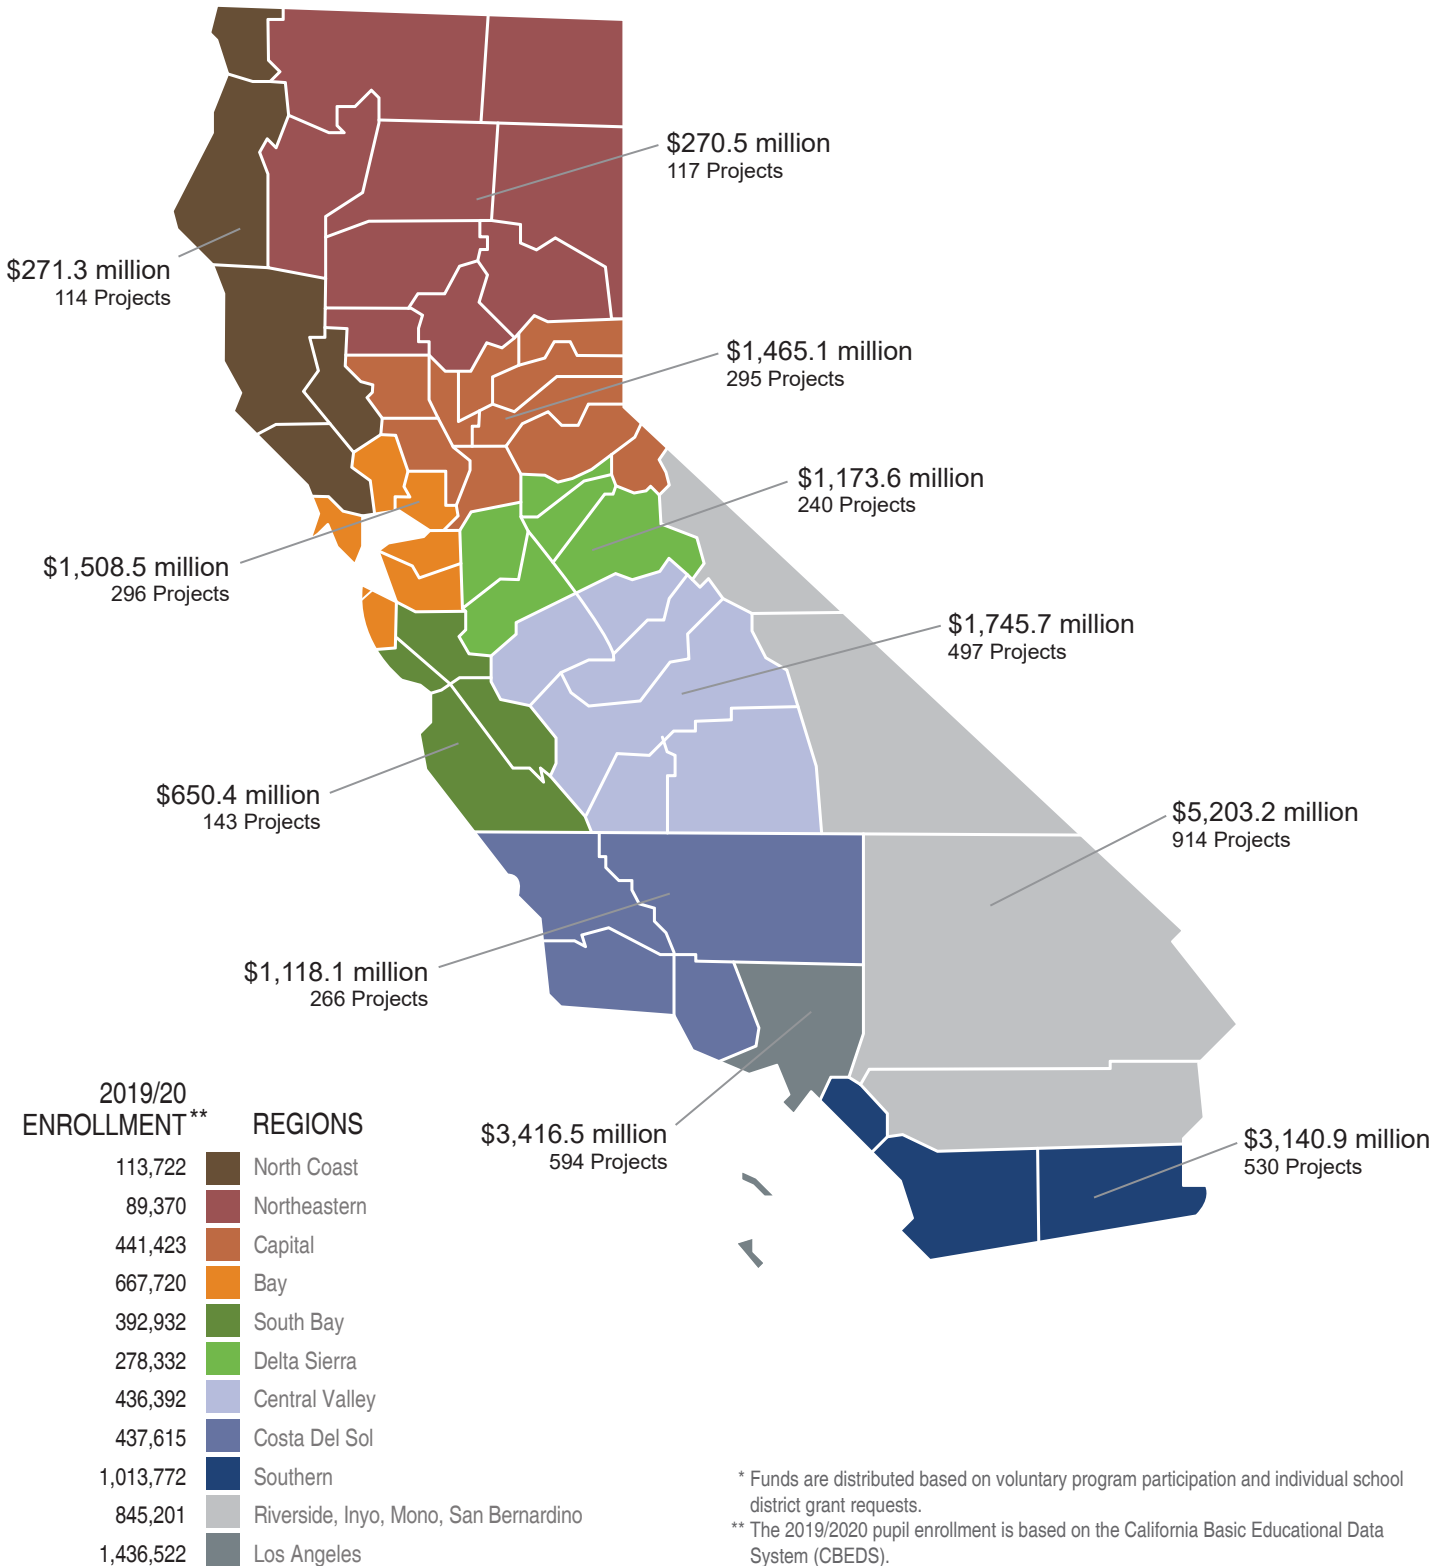 $270.5 million
117 Projects
$271.3 million
114 Projects
$1,465.1 million
295 Projects
$1,173.6 million
240 Projects
$1,508.5 million
296 Projects
$1,745.7 million
497 Projects
$650.4 million
143 Projects
$5,203.2 million
914 Projects
$1,118.1 million
266 Projects
$3,416.5 million
594 Projects
$3,140.9 million
530 Projects
2019/20
ENROLLMENT** REGIONS
113,722 North Coast
89,370 Northeastern
441,423 Capital
667,720 Bay
392,932 South Bay
278,332 Delta Sierra
436,392 Central Valley
437,615 Costa Del Sol
1,013,772 Southern
845,201 Riverside, Inyo, Mono, San Bernardino
1,436,522 Los Angeles
* Funds are distributed based on voluntary program participation and individual school
district grant requests.
** The 2019/2020 pupil enrollment is based on the California Basic Educational Data
System (CBEDS).